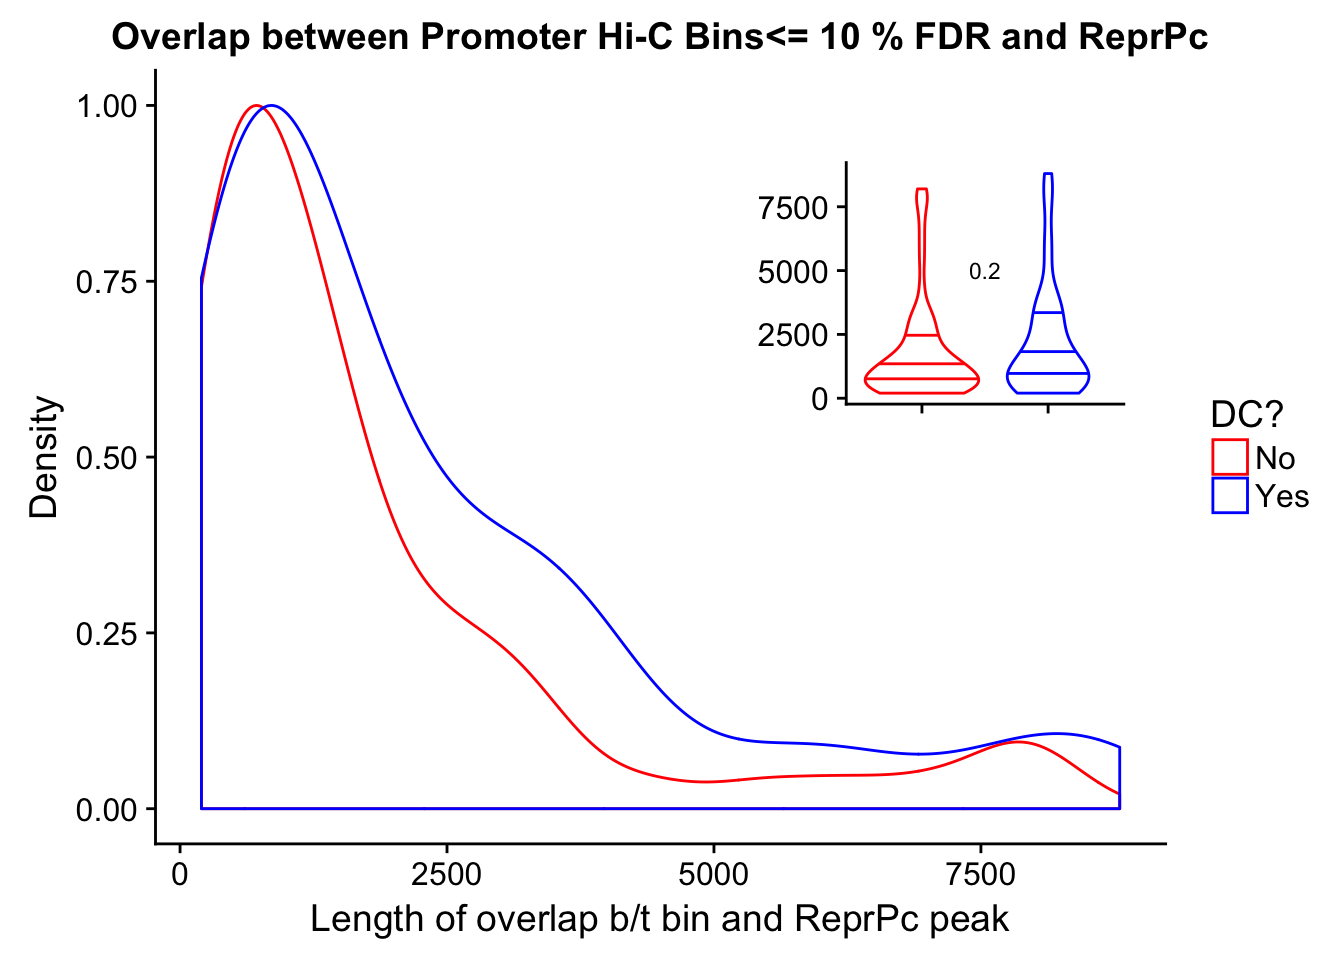 Overlap between Promoter Hi-C Bins<= 10 % FDR and ReprPc
1.00
0.75
0.50
0.25
0.00
Density
0
2500
5000
7500
Length of overlap b/t bin and ReprPc peak
7500
5000
2500
0
0.2
DC?
No
Yes